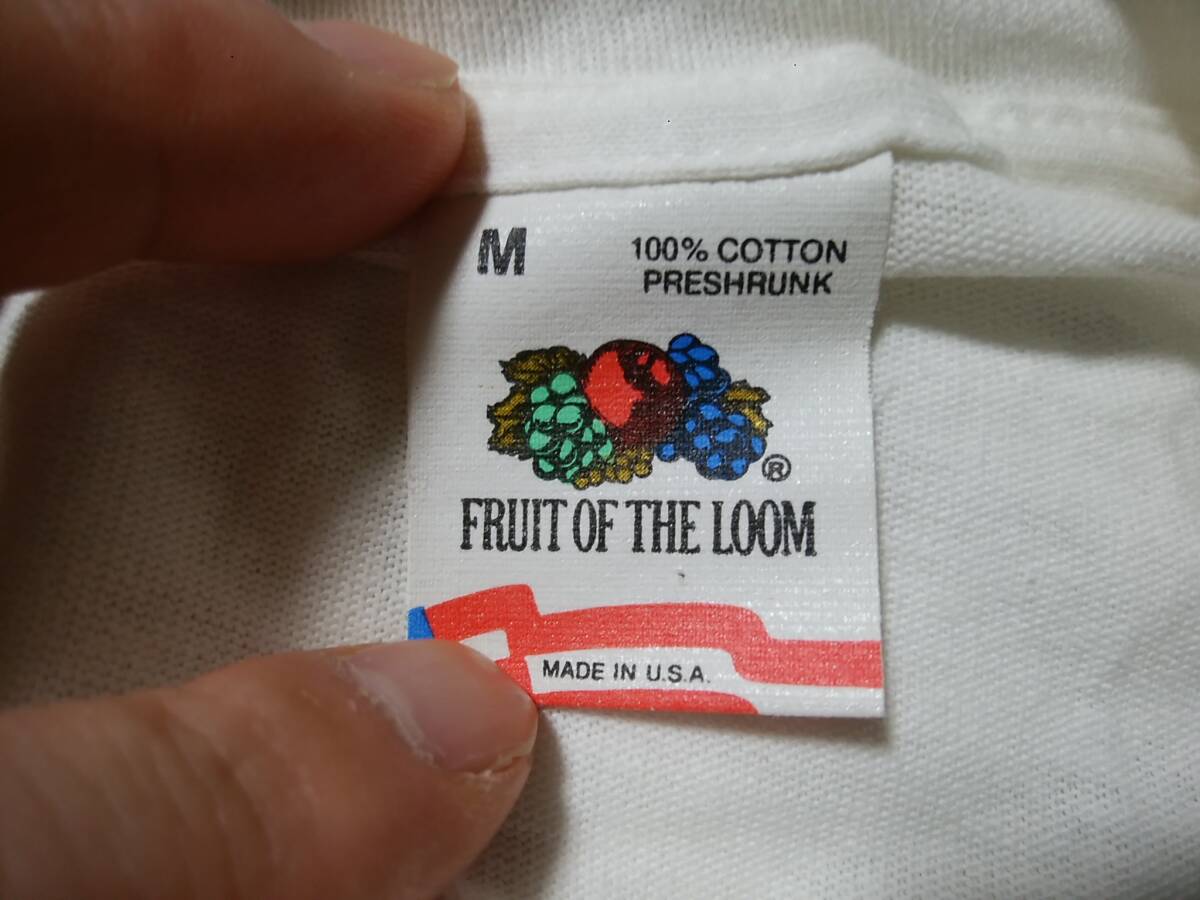 M
100% COTTON
PRESHRUNK
®
FRUIT OF THE LOOM
MADE IN U.S.A.